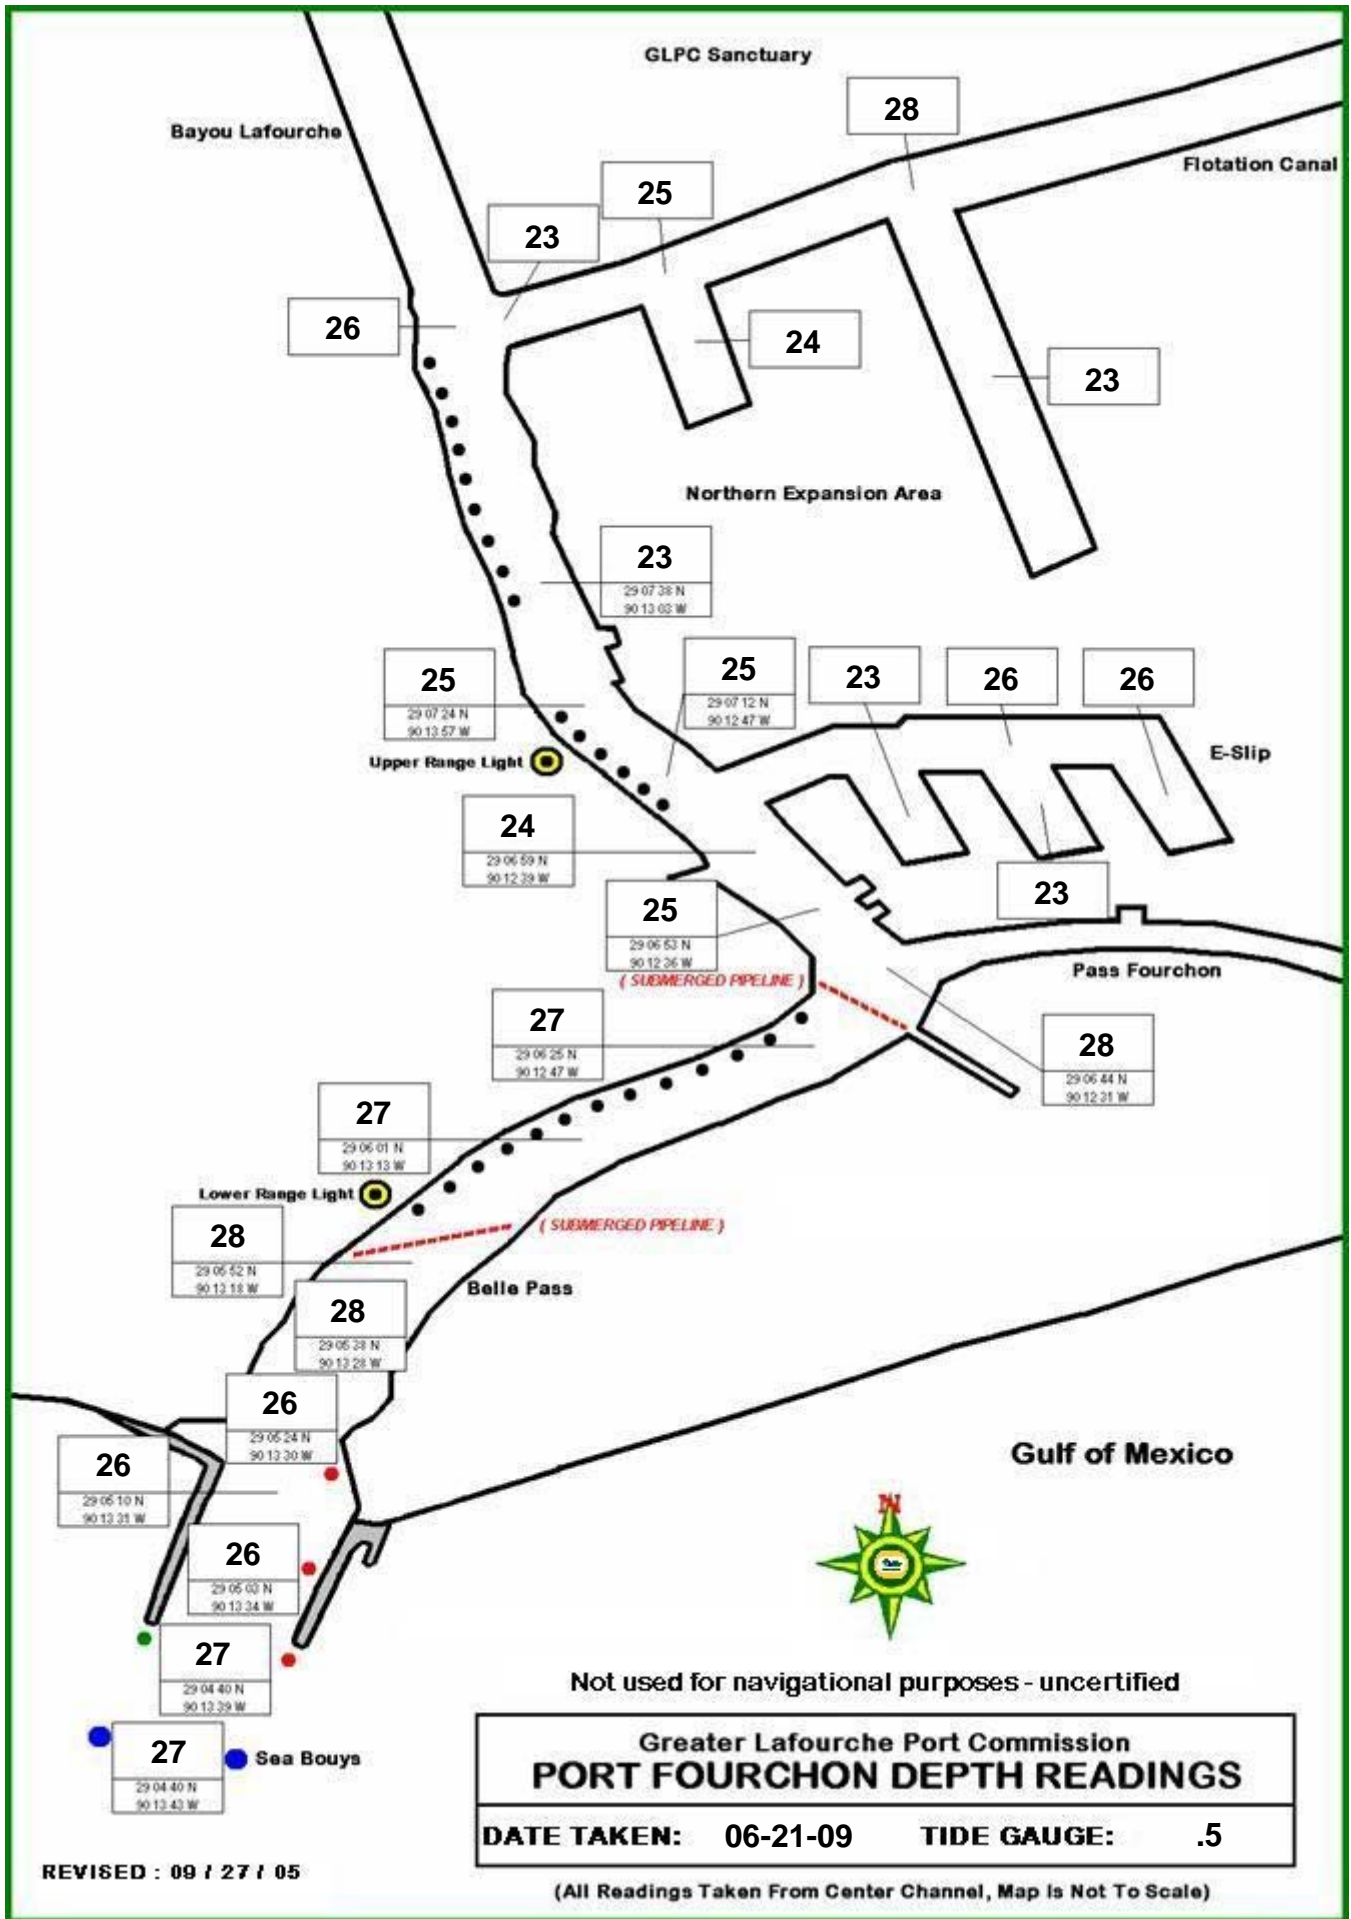 GLPC Sanctuary
28
Bayou Lafourche
Flotation Canal
25
23
26
24
23
Northern Expansion Area
23
29 07 38 N
90 13 03 W
25
29 07 24 N
90 13 57 W
25
29 07 12 N
90 12 47 W
23
26
26
Upper Range Light
E-Slip
24
29 06 59 N
90 12 39 W
23
25
29 06 53 N
90 12 36 W
( SUBMERGED PIPELINE )
Pass Fourchon
27
29 06 25 N
90 12 47 W
28
29 06 44 N
90 12 31 W
27
29 06 01 N
90 13 13 W
Lower Range Light
28
29 05 52 N
90 13 18 W
( SUBMERGED PIPELINE )
Belle Pass
28
29 05 38 N
90 13 28 W
26
29 05 24 N
90 13 30 W
26
29 05 10 N
90 13 31 W
Gulf of Mexico
N
26
29 05 03 N
90 13 34 W
27
29 04 40 N
90 13 39 W
27
29 04 40 N
90 13 43 W
Sea Bouys
Not used for navigational purposes - uncertified
Greater Lafourche Port Commission
PORT FOURCHON DEPTH READINGS
DATE TAKEN: 06-21-09 TIDE GAUGE: .5
REVISED : 09 / 27 / 05
(All Readings Taken From Center Channel, Map Is Not To Scale)